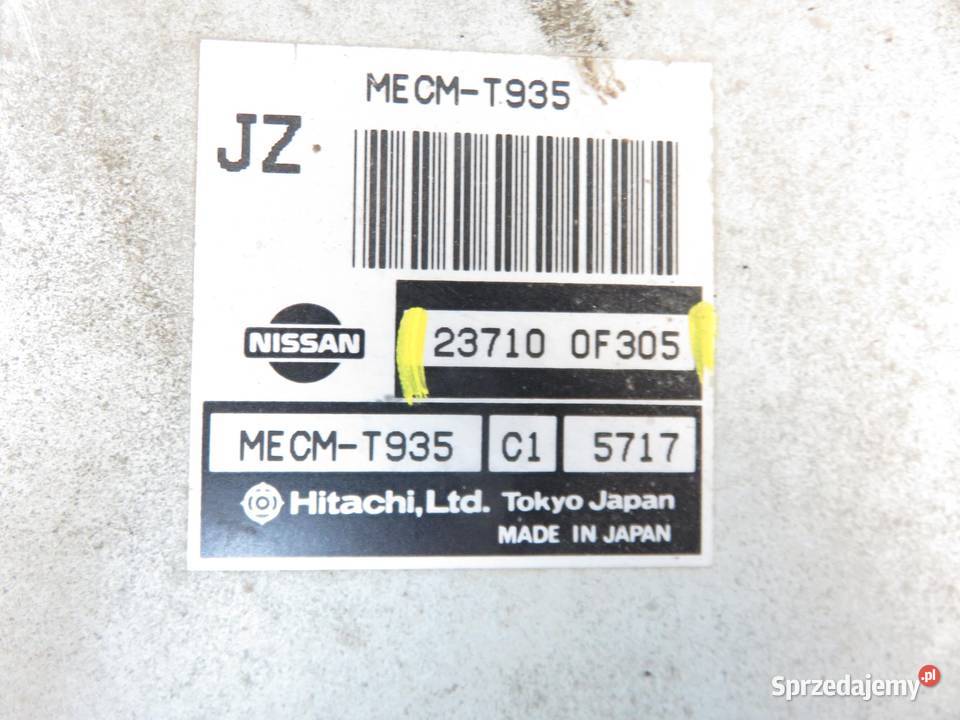 MECM-T935
JZ
NISSAN
23710 0F305
MECM-T935 C1 5717
Hitachi,Ltd. Tokyo Japan
MADE IN JAPAN
Sprzedajemy.pl